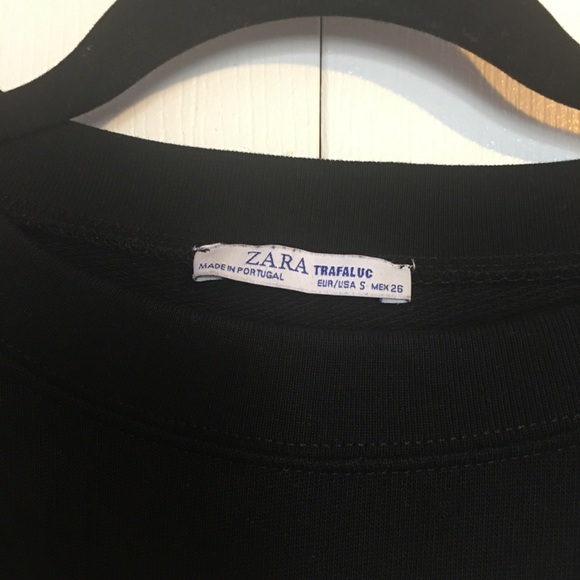 ZARA TRAFALUC
MADE IN PORTUGAL
EUR/USA S MEX 26